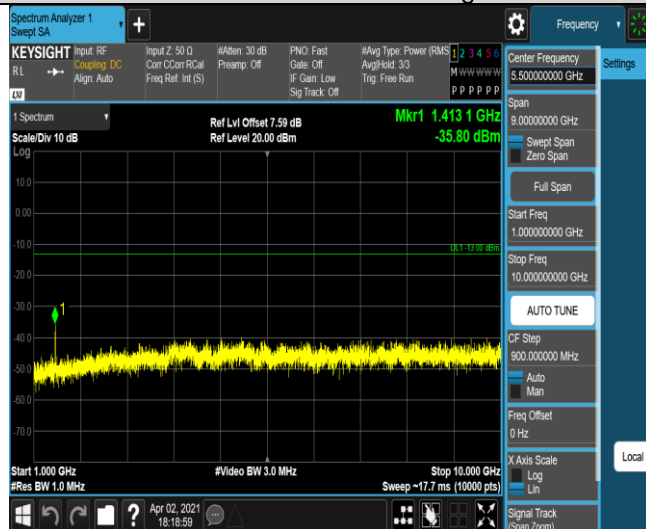 Spectrum Analyzer 1
Swept SA
+
Frequency
KEYSIGHT
RL
LXI
Input: RF
Coupling: DC
Align: Auto
Input Z: 50 Ω
Corr CCorr RCal
Freq Ref: Int (S)
#Atten: 30 dB
Preamp: Off
PNO: Fast
Gate: Off
IF Gain: Low
Sig Track: Off
#Avg Type: Power (RMS
Avg|Hold: 3/3
Trig: Free Run
1 2 3 4 5 6
M W W W W W
P P P P P P
Center Frequency
5.500000000 GHz
Settings
1 Spectrum
Scale/Div 10 dB
Log
Ref Lvl Offset 7.59 dB
Ref Level 20.00 dBm
Mkr1 1.413 1 GHz
-35.80 dBm
Span
9.00000000 GHz
Swept Span
Zero Span
Full Span
Start Freq
1.000000000 GHz
Stop Freq
10.000000000 GHz
AUTO TUNE
CF Step
900.000000 MHz
Auto
Man
Freq Offset
0 Hz
X Axis Scale
Log
Lin
Signal Track
(Span Zoom)
Local
10.0
0.00
-10.0
-20.0
-30.0
-40.0
-50.0
-60.0
-70.0
DL1 -13.00 dBm
1
Start 1.000 GHz
#Res BW 1.0 MHz
#Video BW 3.0 MHz
Stop 10.000 GHz
Sweep ~17.7 ms (10000 pts)
?
Apr 02, 2021
18:18:59